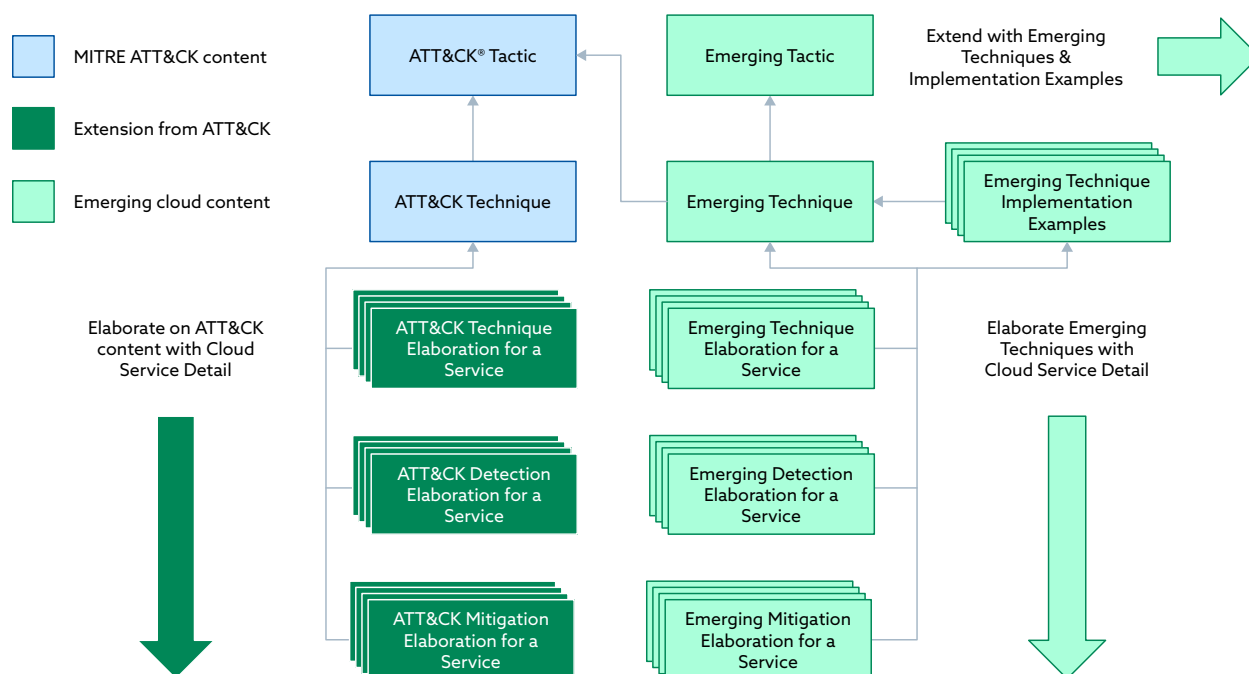 MITRE ATT&CK content
Extension from ATT&CK
Emerging cloud content
ATT&CK® Tactic
Emerging Tactic
Extend with Emerging
Techniques &
Implementation Examples
ATT&CK Technique
Emerging Technique
Emerging Technique
Implementation
Examples
Elaborate on ATT&CK
content with Cloud
Service Detail
ATT&CK Technique
Elaboration for a
Service
Emerging Technique
Elaboration for a
Service
Elaborate Emerging
Techniques with
Cloud Service Detail
ATT&CK Detection
Elaboration for a
Service
Emerging Detection
Elaboration for a
Service
ATT&CK Mitigation
Elaboration for a
Service
Emerging Mitigation
Elaboration for a
Service